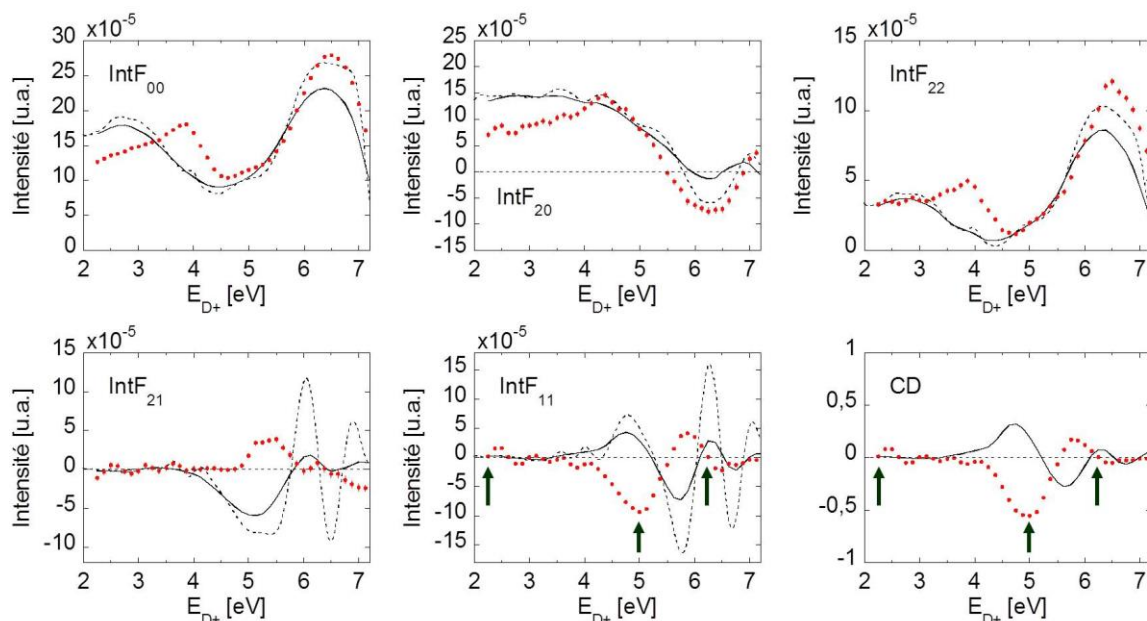 x10⁻⁵
Intensité [u.a.]
30
25
20
15
10
5
0
IntF₀₀
2 3 4 5 6 7
E_D+ [eV]
x10⁻⁵
Intensité [u.a.]
30
25
20
15
10
5
0
-5
-10
-15
IntF₂₀
2 3 4 5 6 7
E_D+ [eV]
x10⁻⁵
Intensité [u.a.]
15
10
5
0
IntF₂₂
2 3 4 5 6 7
E_D+ [eV]
x10⁻⁵
Intensité [u.a.]
15
10
5
0
-5
-10
IntF₂₁
2 3 4 5 6 7
E_D+ [eV]
x10⁻⁵
Intensité [u.a.]
15
10
5
0
-5
-10
-15
IntF₁₁
2 3 4 5 6 7
E_D+ [eV]
1
0,5
0
-0,5
-1
CD
2 3 4 5 6 7
E_D+ [eV]